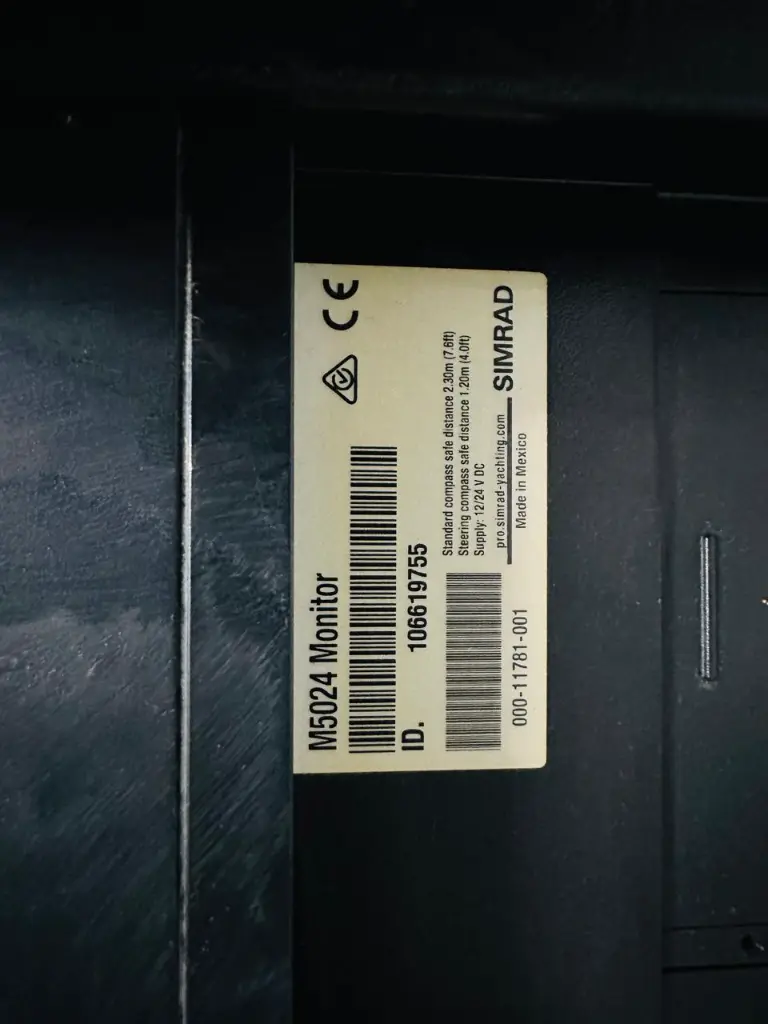 M5024 Monitor
ID. 106619755
000-11781-001
Standard compass safe distance 2.30m (7.6ft)
Steering compass safe distance 1.20m (4.0ft)
Supply: 12/24 V DC
pro.simrad-yachting.com
Made in Mexico
SIMRAD
CE